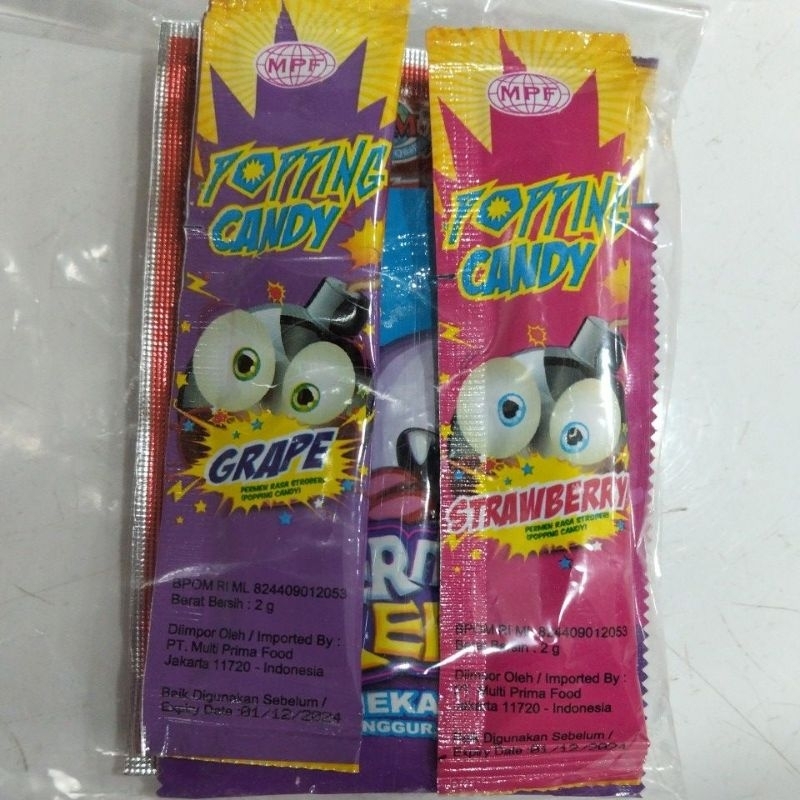 MPF
POPPING
CANDY
GRAPE
PERMEN RASA STROBERI
(POPPING CANDY)
BPOM RI ML 824409012053
Berat Bersih : 2 g
Diimpor Oleh / Imported By :
PT. Multi Prima Food
Jakarta 11720 - Indonesia
Baik Digunakan Sebelum /
Expiry Date :01/12/2024
MPF
POPPING
CANDY
STRAWBERRY
PERMEN RASA STROBERI
(POPPING CANDY)
BPOM RI ML 824409012053
Berat Bersih : 2 g
Diimpor Oleh / Imported By :
PT. Multi Prima Food
Jakarta 11720 - Indonesia
Baik Digunakan Sebelum /
Expiry Date :01/12/2024